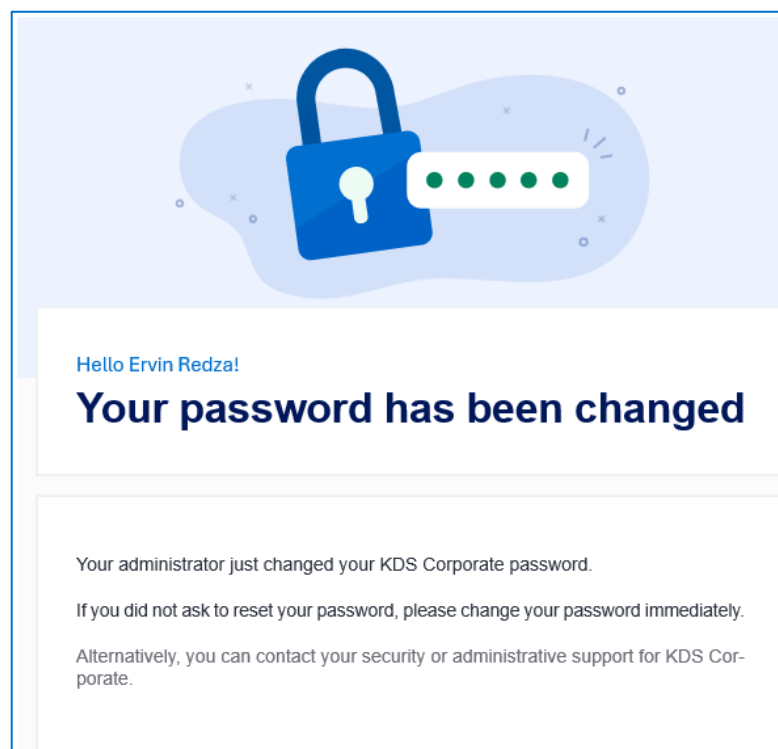 Hello Ervin Redza!
Your password has been changed
Your administrator just changed your KDS Corporate password.
If you did not ask to reset your password, please change your password immediately.
Alternatively, you can contact your security or administrative support for KDS Cor-
porate.